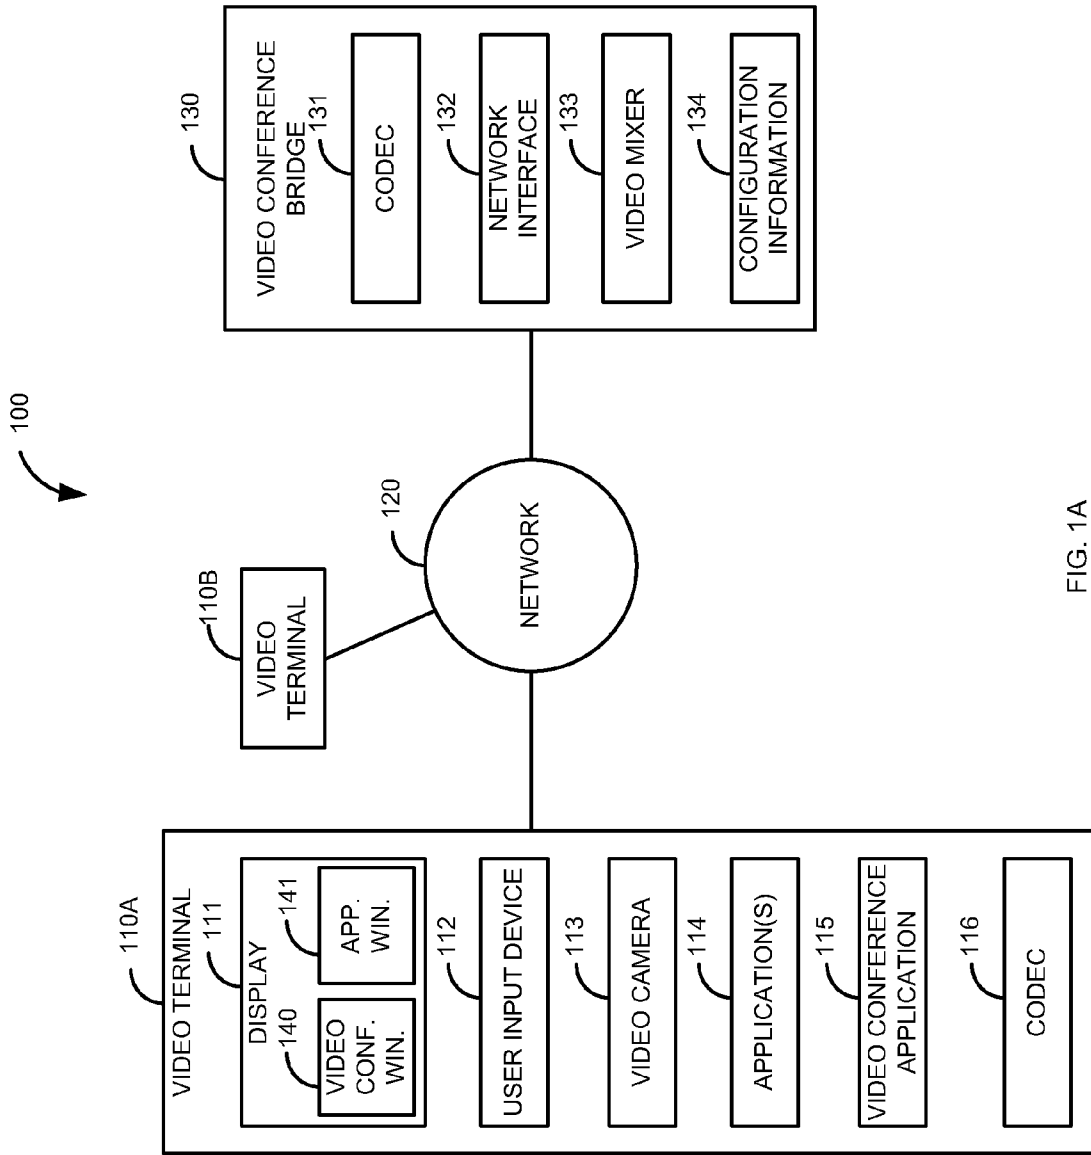 100
110A
VIDEO TERMINAL
111
DISPLAY
140
VIDEO
CONF.
WIN.
141
APP.
WIN.
112
USER INPUT DEVICE
113
VIDEO CAMERA
114
APPLICATION(S)
115
VIDEO CONFERENCE
APPLICATION
116
CODEC
110B
VIDEO
TERMINAL
120
NETWORK
130
VIDEO CONFERENCE
BRIDGE
131
CODEC
132
NETWORK
INTERFACE
133
VIDEO MIXER
134
CONFIGURATION
INFORMATION
FIG. 1A